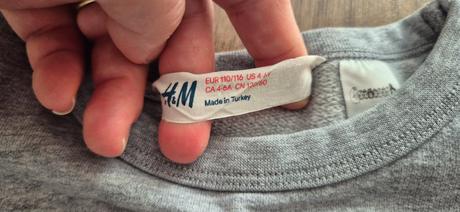 H&M
EUR 110/116 US 4
CA 4-6A CN
Made in Turkey